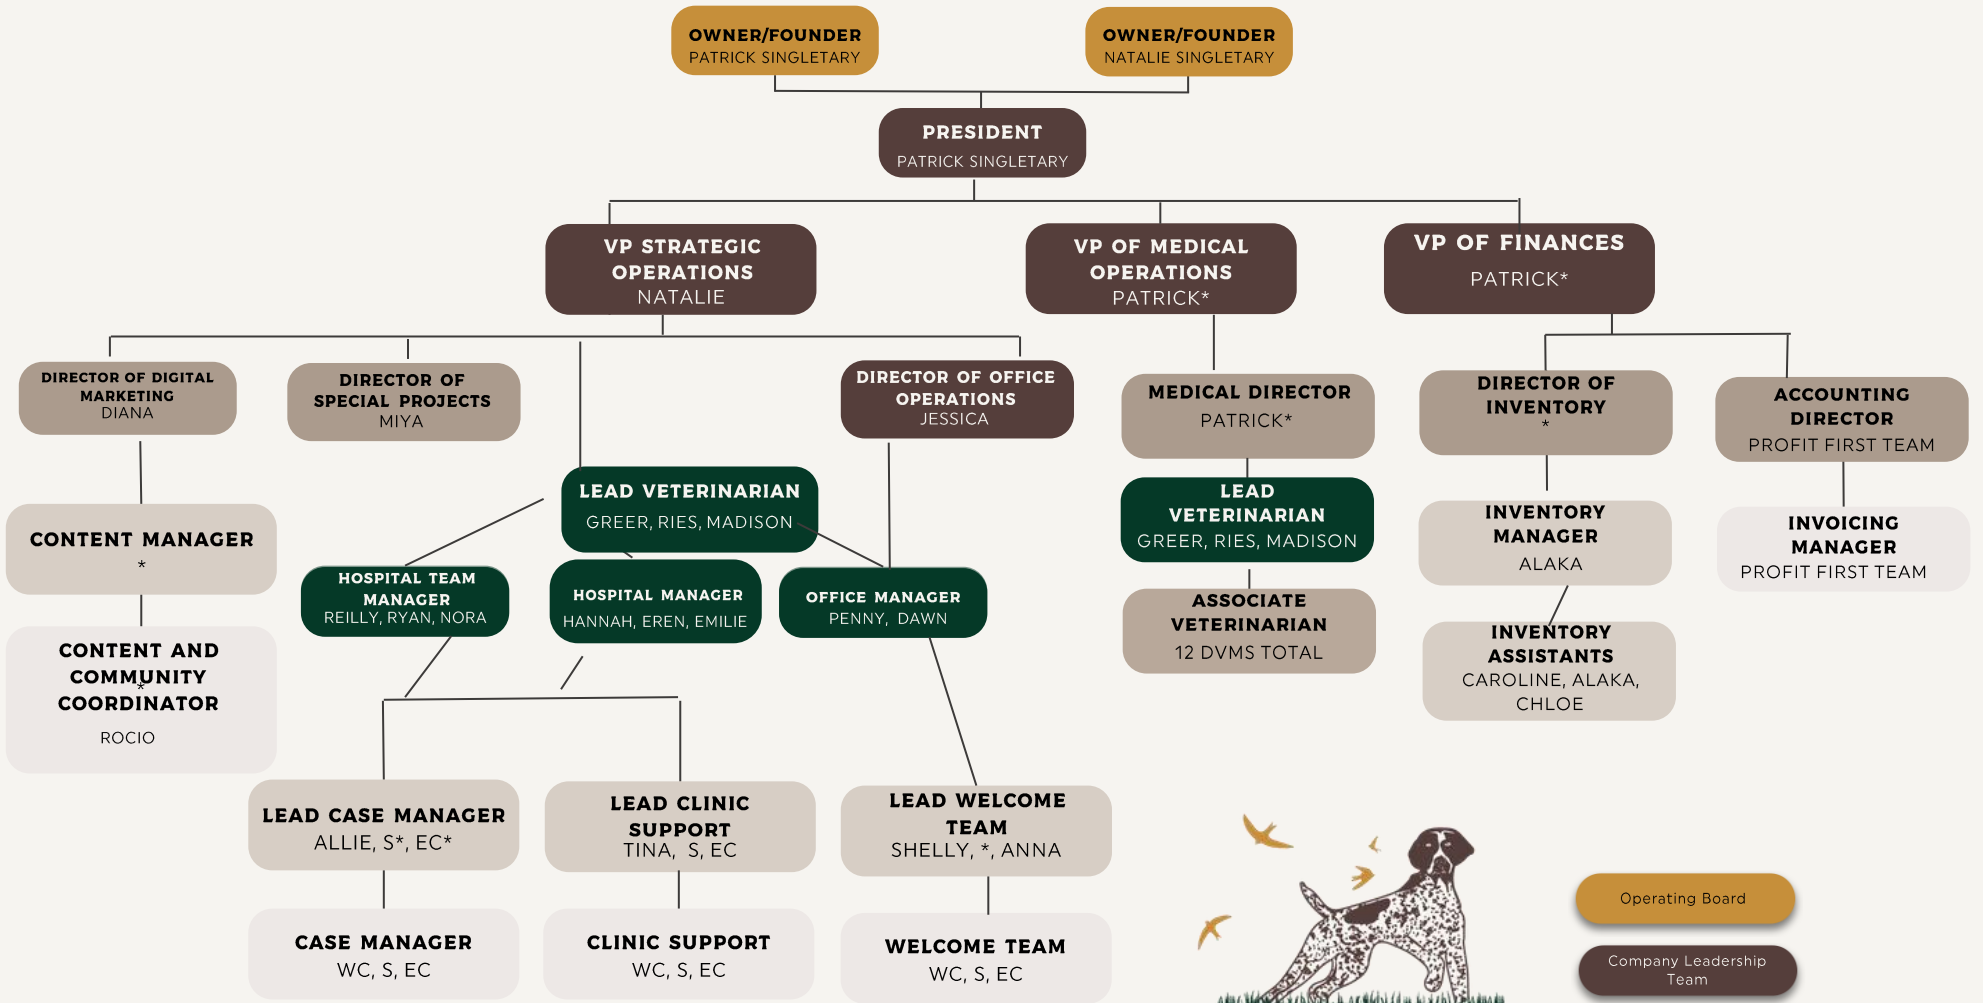 OWNER/FOUNDER
PATRICK SINGLETARY
OWNER/FOUNDER
NATALIE SINGLETARY
PRESIDENT
PATRICK SINGLETARY
VP STRATEGIC
OPERATIONS
NATALIE
VP OF MEDICAL
OPERATIONS
PATRICK*
VP OF FINANCES
PATRICK*
DIRECTOR OF DIGITAL
MARKETING
DIANA
DIRECTOR OF
SPECIAL PROJECTS
MIYA
DIRECTOR OF OFFICE
OPERATIONS
JESSICA
MEDICAL DIRECTOR
PATRICK*
DIRECTOR OF
INVENTORY
*
ACCOUNTING
DIRECTOR
PROFIT FIRST TEAM
LEAD VETERINARIAN
GREER, RIES, MADISON
LEAD
VETERINARIAN
GREER, RIES, MADISON
CONTENT MANAGER
*
INVENTORY
MANAGER
ALAKA
INVOICING
MANAGER
PROFIT FIRST TEAM
HOSPITAL TEAM
MANAGER
REILLY, RYAN, NORA
HOSPITAL MANAGER
HANNAH, EREN, EMILIE
OFFICE MANAGER
PENNY, DAWN
ASSOCIATE
VETERINARIAN
12 DVMS TOTAL
INVENTORY
ASSISTANTS
CAROLINE, ALAKA,
CHLOE
CONTENT AND
COMMUNITY
*
COORDINATOR
ROCIO
LEAD CASE MANAGER
ALLIE, S*, EC*
LEAD CLINIC
SUPPORT
TINA, S, EC
LEAD WELCOME
TEAM
SHELLY, *, ANNA
CASE MANAGER
WC, S, EC
CLINIC SUPPORT
WC, S, EC
WELCOME TEAM
WC, S, EC
Operating Board
Company Leadership
Team